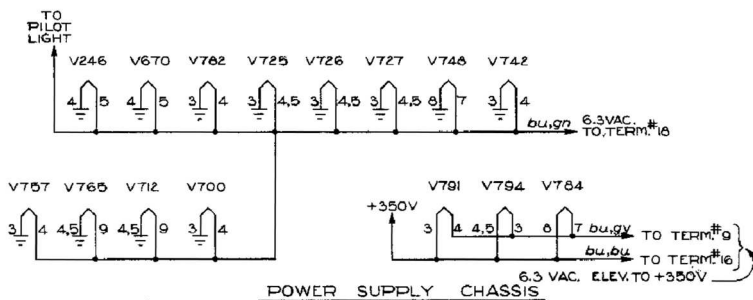 TO
PILOT
LIGHT
V246 V670 V782 V725 V726 V727 V748 V742
4 5 4 5 3 4 3 4,5 3 4,5 3 4,5 8 7 3 4
bu,gn
6.3VAC.
TO TERM.#18
V757 V765 V712 V700
3 4 4,5 9 4,5 9 3 4
+350V
V791 V794 V784
3 4 4,5 3 8 7
bu,gy
TO TERM.#9
bu,bu
TO TERM.#16
6.3 VAC. ELEV. TO +350V
POWER SUPPLY CHASSIS